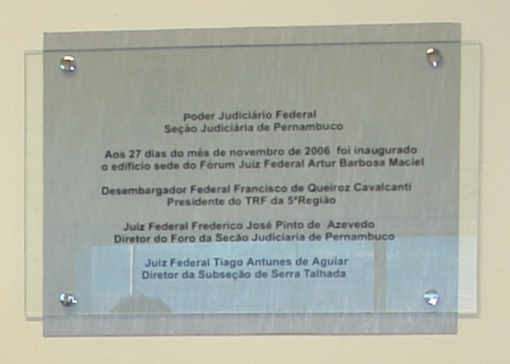 Poder Judiciário Federal
Seção Judiciária de Pernambuco
Aos 27 dias do mês de novembro de 2006 foi inaugurado
o edifício sede do Fórum Juiz Federal Artur Barbosa Maciel
Desembargador Federal Francisco de Queiroz Cavalcanti
Presidente do TRF da 5ªRegião
Juiz Federal Frederico José Pinto de Azevedo
Diretor do Foro da Secão Judiciaria de Pernambuco
Juiz Federal Tiago Antunes de Aguiar
Diretor da Subseção de Serra Talhada